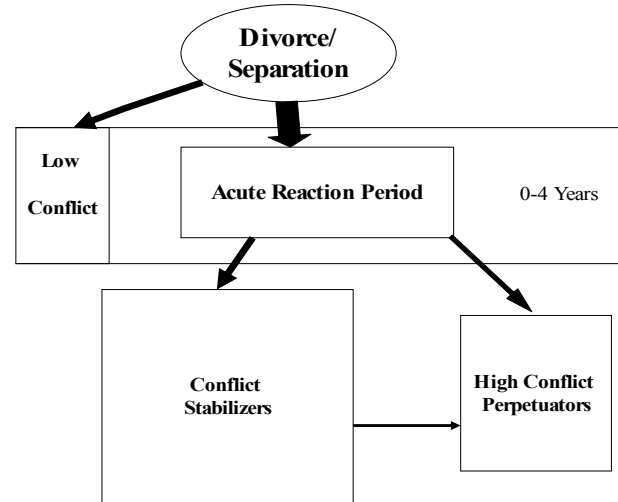 Divorce/
Separation
Low
Conflict
Acute Reaction Period
0-4 Years
Conflict
Stabilizers
High Conflict
Perpetuators